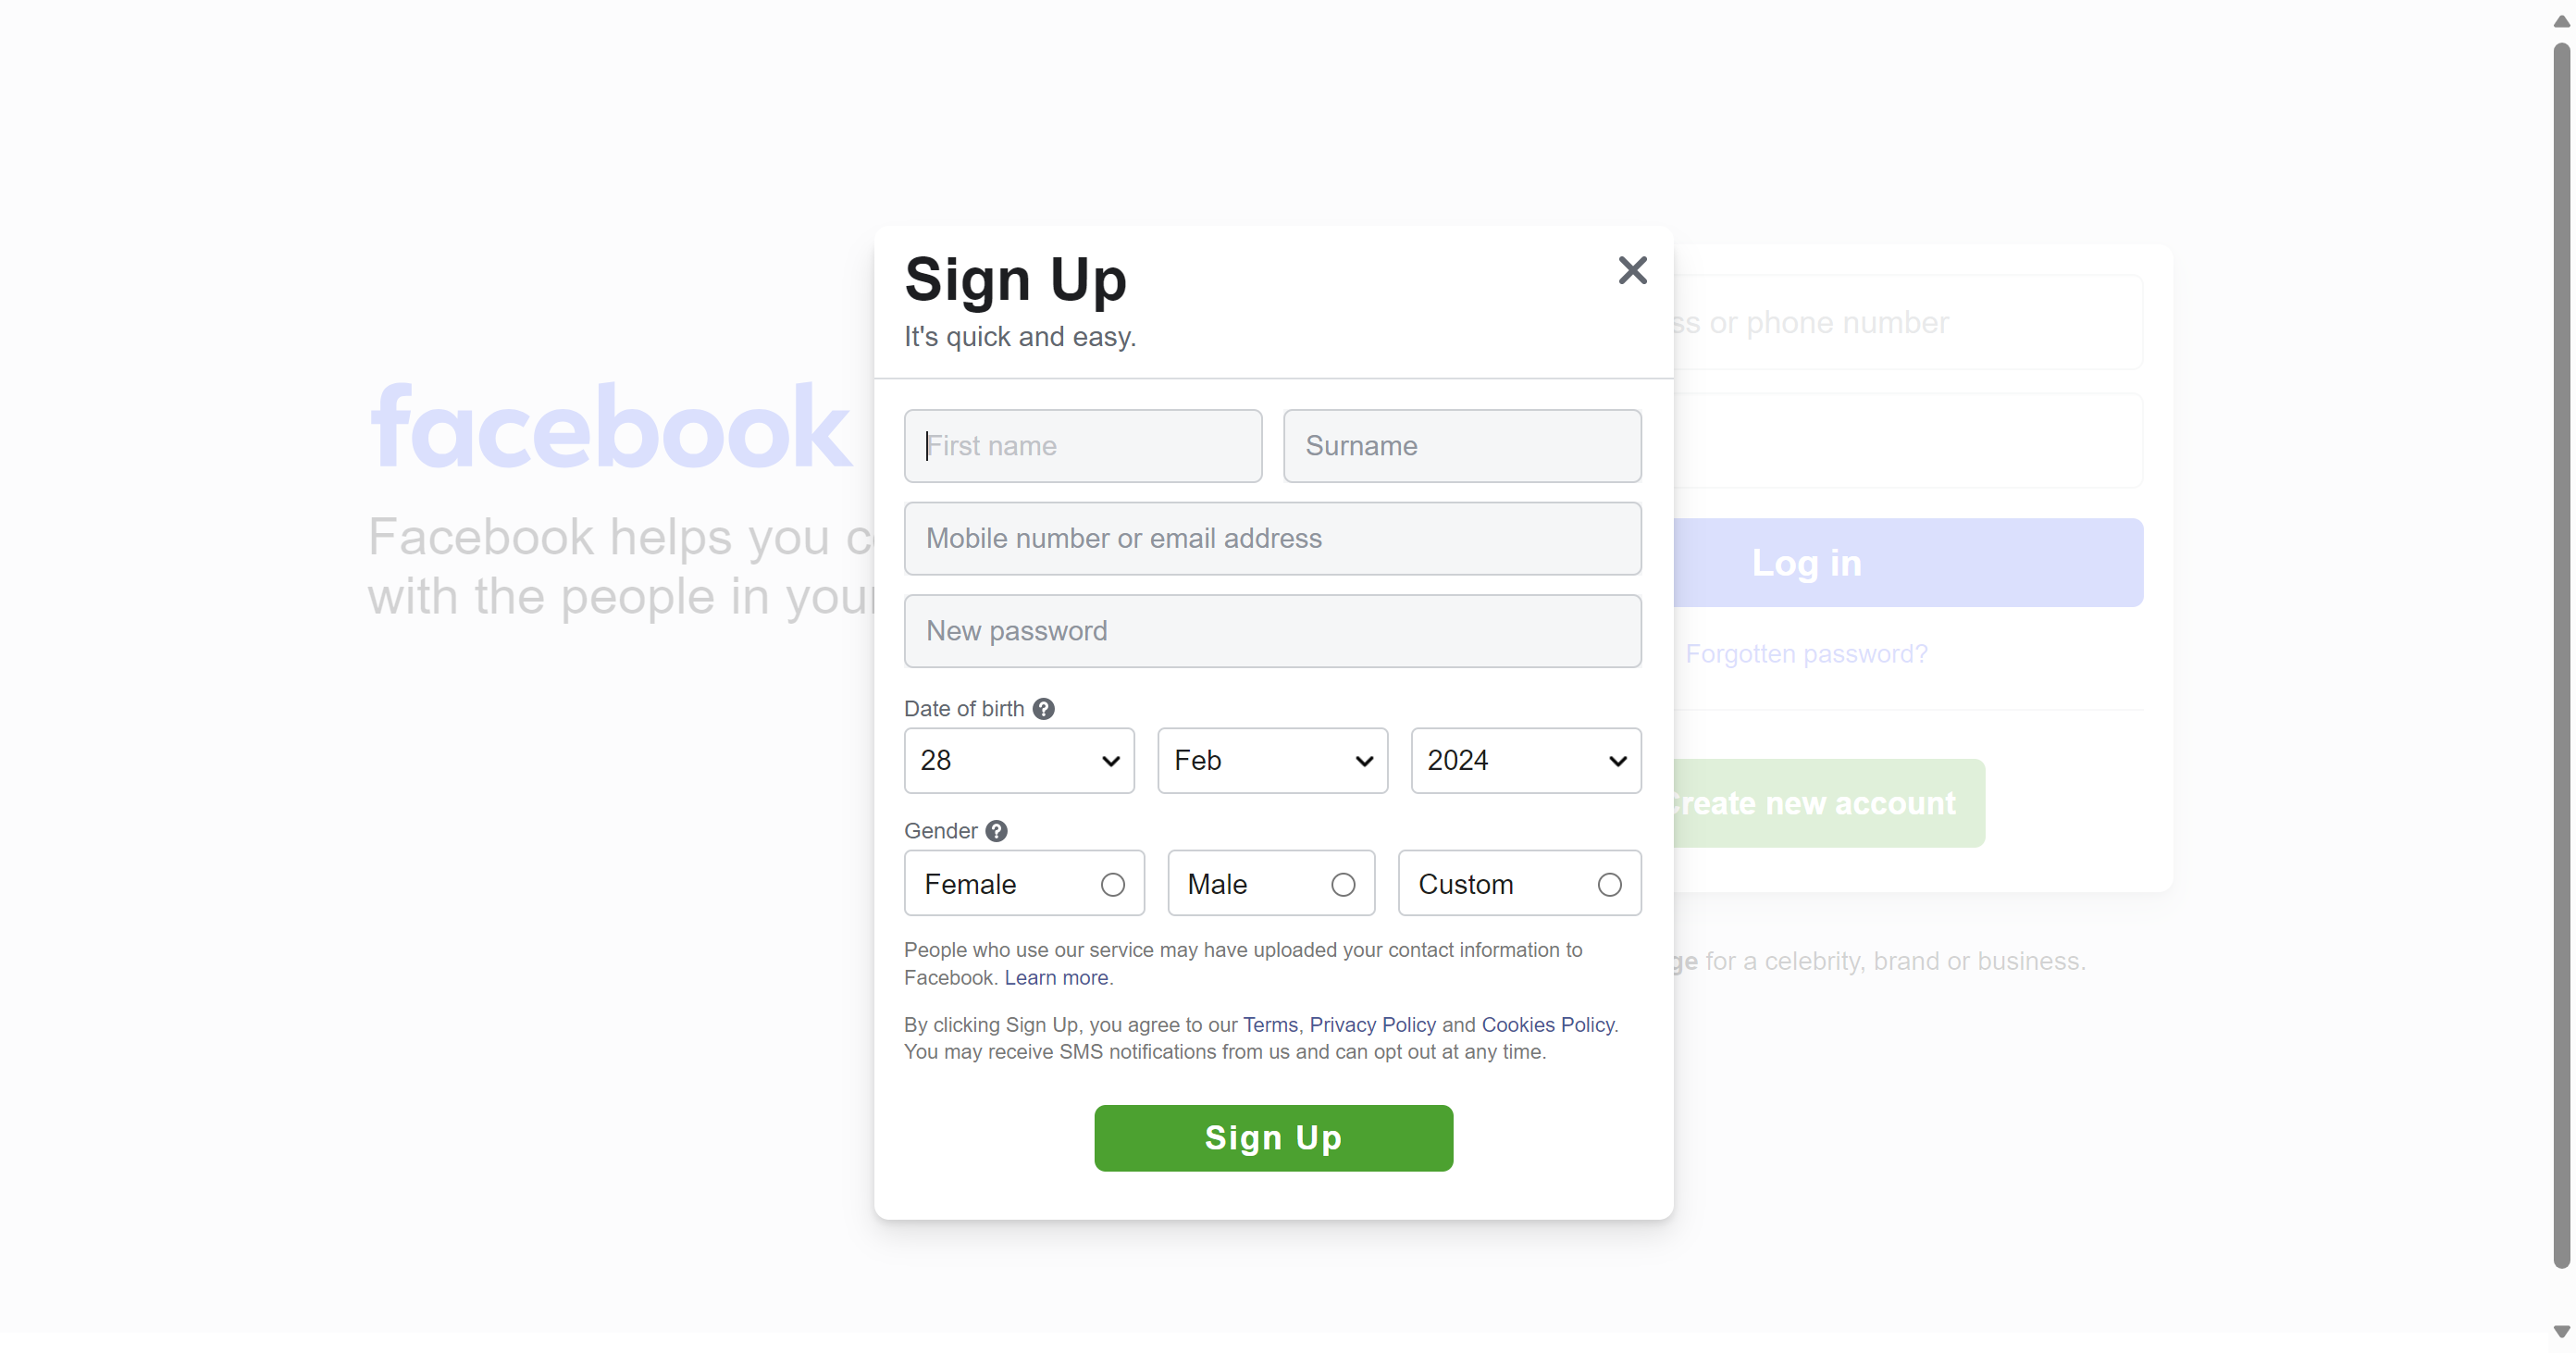 Sign Up
It's quick and easy.
First name
Surname
Mobile number or email address
New password
Date of birth ?
28
Feb
2024
Gender ?
Female
Male
Custom
People who use our service may have uploaded your contact information to
Facebook. Learn more.
By clicking Sign Up, you agree to our Terms, Privacy Policy and Cookies Policy.
You may receive SMS notifications from us and can opt out at any time.
Sign Up
facebook
Facebook helps you
with the people in
or phone number
Log in
Forgotten password?
new account
for a celebrity, brand or business.